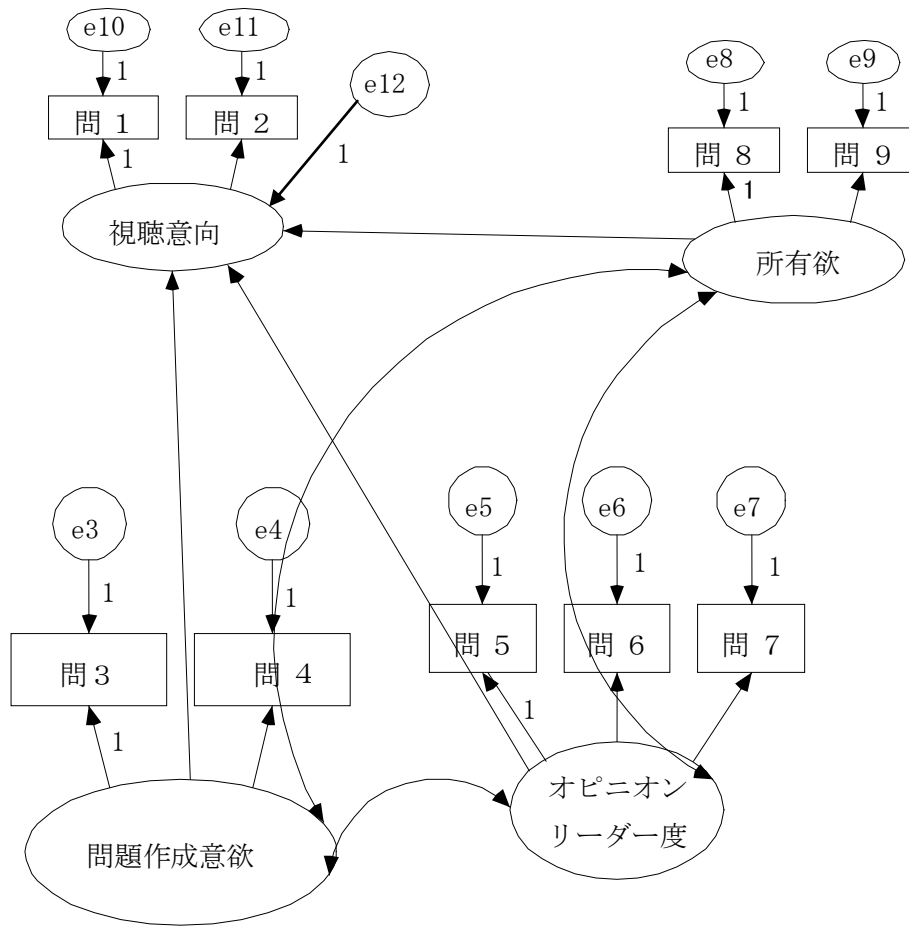 e10
e11
e12
e8
e9
1
1
1
1
1
問 1
問 2
問 8
問 9
1
1
視聴意向
所有欲
e3
e4
e5
e6
e7
1
1
1
1
1
問3
問 4
問 5
問 6
問 7
1
1
問題作成意欲
オピニオン
リーダー度